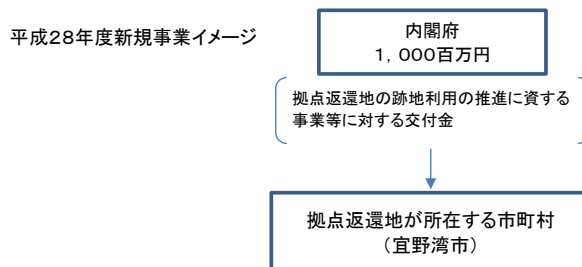 平成２８年度新規事業イメージ
内閣府
１，０００百万円
拠点返還地の跡地利用の推進に資する
事業等に対する交付金
拠点返還地が所在する市町村
（宜野湾市）